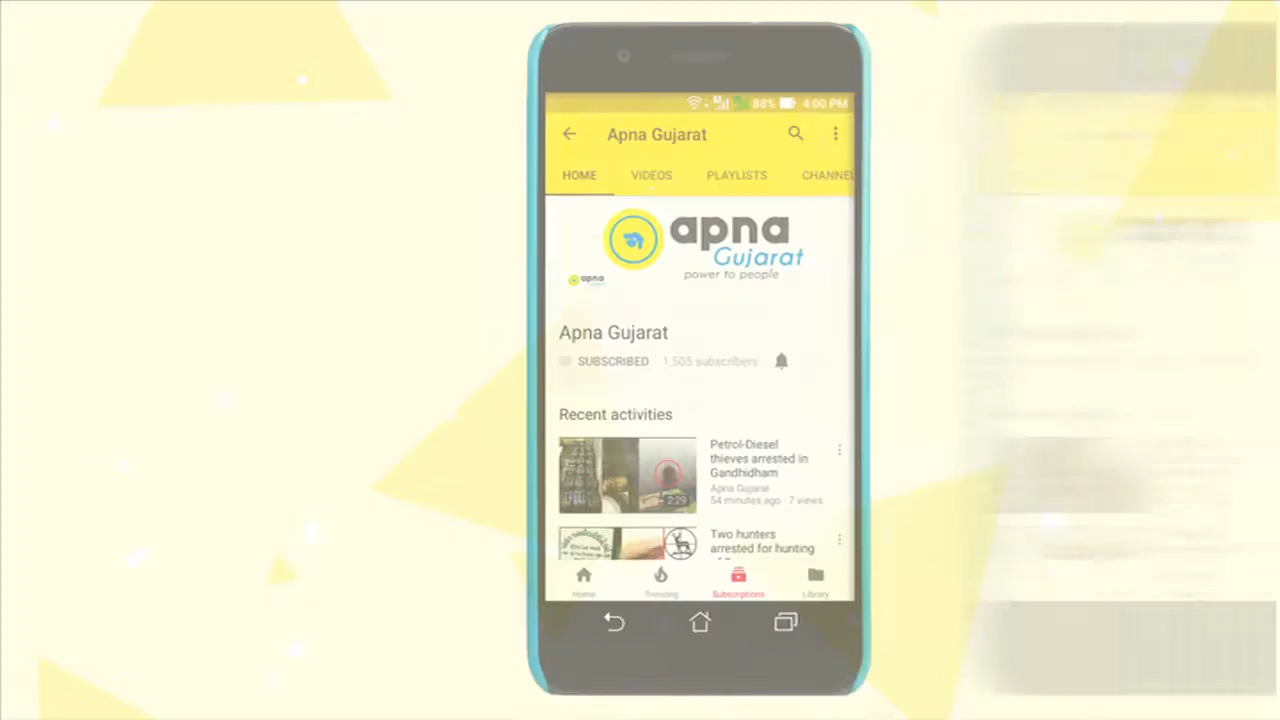 88% 4:00 PM
Apna Gujarat
HOME VIDEOS PLAYLISTS CHANNEL
apna
Gujarat
power to people
apna
Apna Gujarat
SUBSCRIBED 1,505 subscribers
Recent activities
Petrol-Diesel
thieves arrested in
Gandhidham
Apna Gujarat
54 minutes ago · 7 views
2:29
Two hunters
arrested for hunting
Home Trending Subscriptions Library